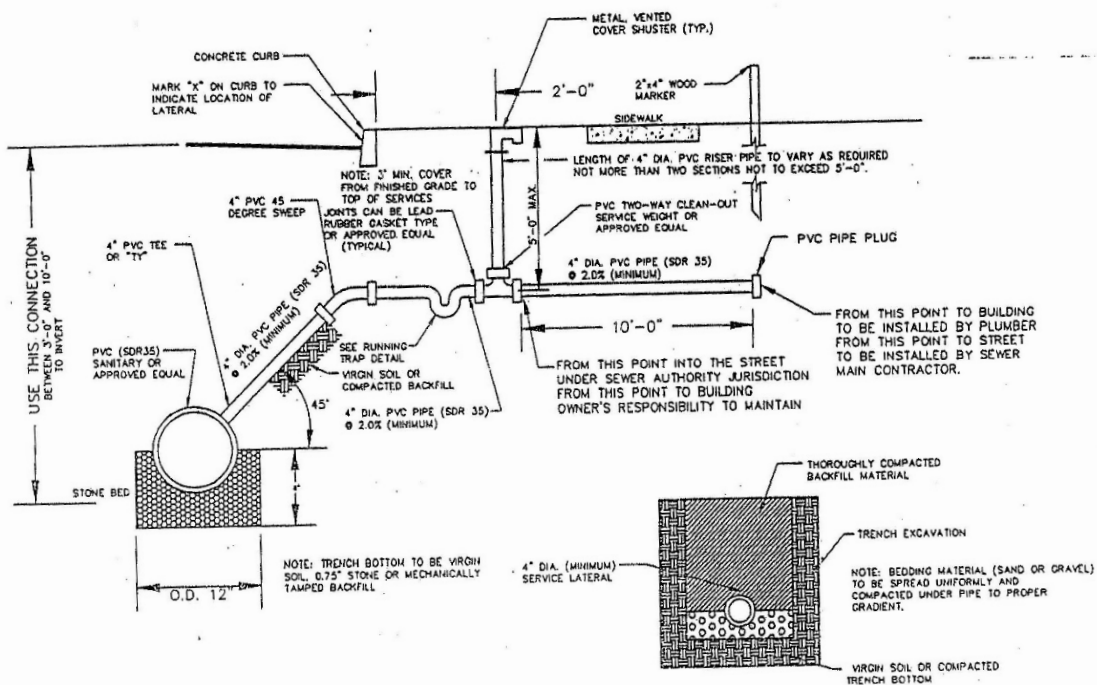 METAL, VENTED
COVER SHUSTER (TYP.)
CONCRETE CURB
MARK "X" ON CURB TO
INDICATE LOCATION OF
LATERAL
2'-0"
2"x4" WOOD
MARKER
SIDEWALK
LENGTH OF 4" DIA. PVC RISER PIPE TO VARY AS REQUIRED
NOT MORE THAN TWO SECTIONS NOT TO EXCEED 5'-0".
NOTE: 3' MIN. COVER
FROM FINISHED GRADE TO
TOP OF SERVICES
4" PVC 45
DEGREE SWEEP
JOINTS CAN BE LEAD
RUBBER GASKET TYPE
OR APPROVED EQUAL
(TYPICAL)
5'-0" MAX.
PVC TWO-WAY CLEAN-OUT
SERVICE WEIGHT OR
APPROVED EQUAL
4" PVC TEE
OR "TY"
PVC PIPE PLUG
4" DIA. PVC PIPE (SDR 35)
@ 2.0% (MINIMUM)
USE THIS CONNECTION
BETWEEN 3'-0" AND 10'-0"
TO INVERT
4" DIA. PVC PIPE (SDR 35)
@ 2.0% (MINIMUM)
10'-0"
FROM THIS POINT TO BUILDING
TO BE INSTALLED BY PLUMBER
FROM THIS POINT TO STREET
TO BE INSTALLED BY SEWER
MAIN CONTRACTOR.
PVC (SDR35)
SANITARY OR
APPROVED EQUAL
SEE RUNNING
TRAP DETAIL
VIRGIN SOIL OR
COMPACTED BACKFILL
FROM THIS POINT INTO THE STREET
UNDER SEWER AUTHORITY JURISDICTION
FROM THIS POINT TO BUILDING
OWNER'S RESPONSIBILITY TO MAINTAIN
45°
4" DIA. PVC PIPE (SDR 35)
@ 2.0% (MINIMUM)
STONE BED
O.D. 12"
NOTE: TRENCH BOTTOM TO BE VIRGIN
SOIL, 0.75" STONE OR MECHANICALLY
TAMPED BACKFILL
THOROUGHLY COMPACTED
BACKFILL MATERIAL
TRENCH EXCAVATION
4" DIA. (MINIMUM)
SERVICE LATERAL
NOTE: BEDDING MATERIAL (SAND OR GRAVEL)
TO BE SPREAD UNIFORMLY AND
COMPACTED UNDER PIPE TO PROPER
GRADIENT.
VIRGIN SOIL OR COMPACTED
TRENCH BOTTOM